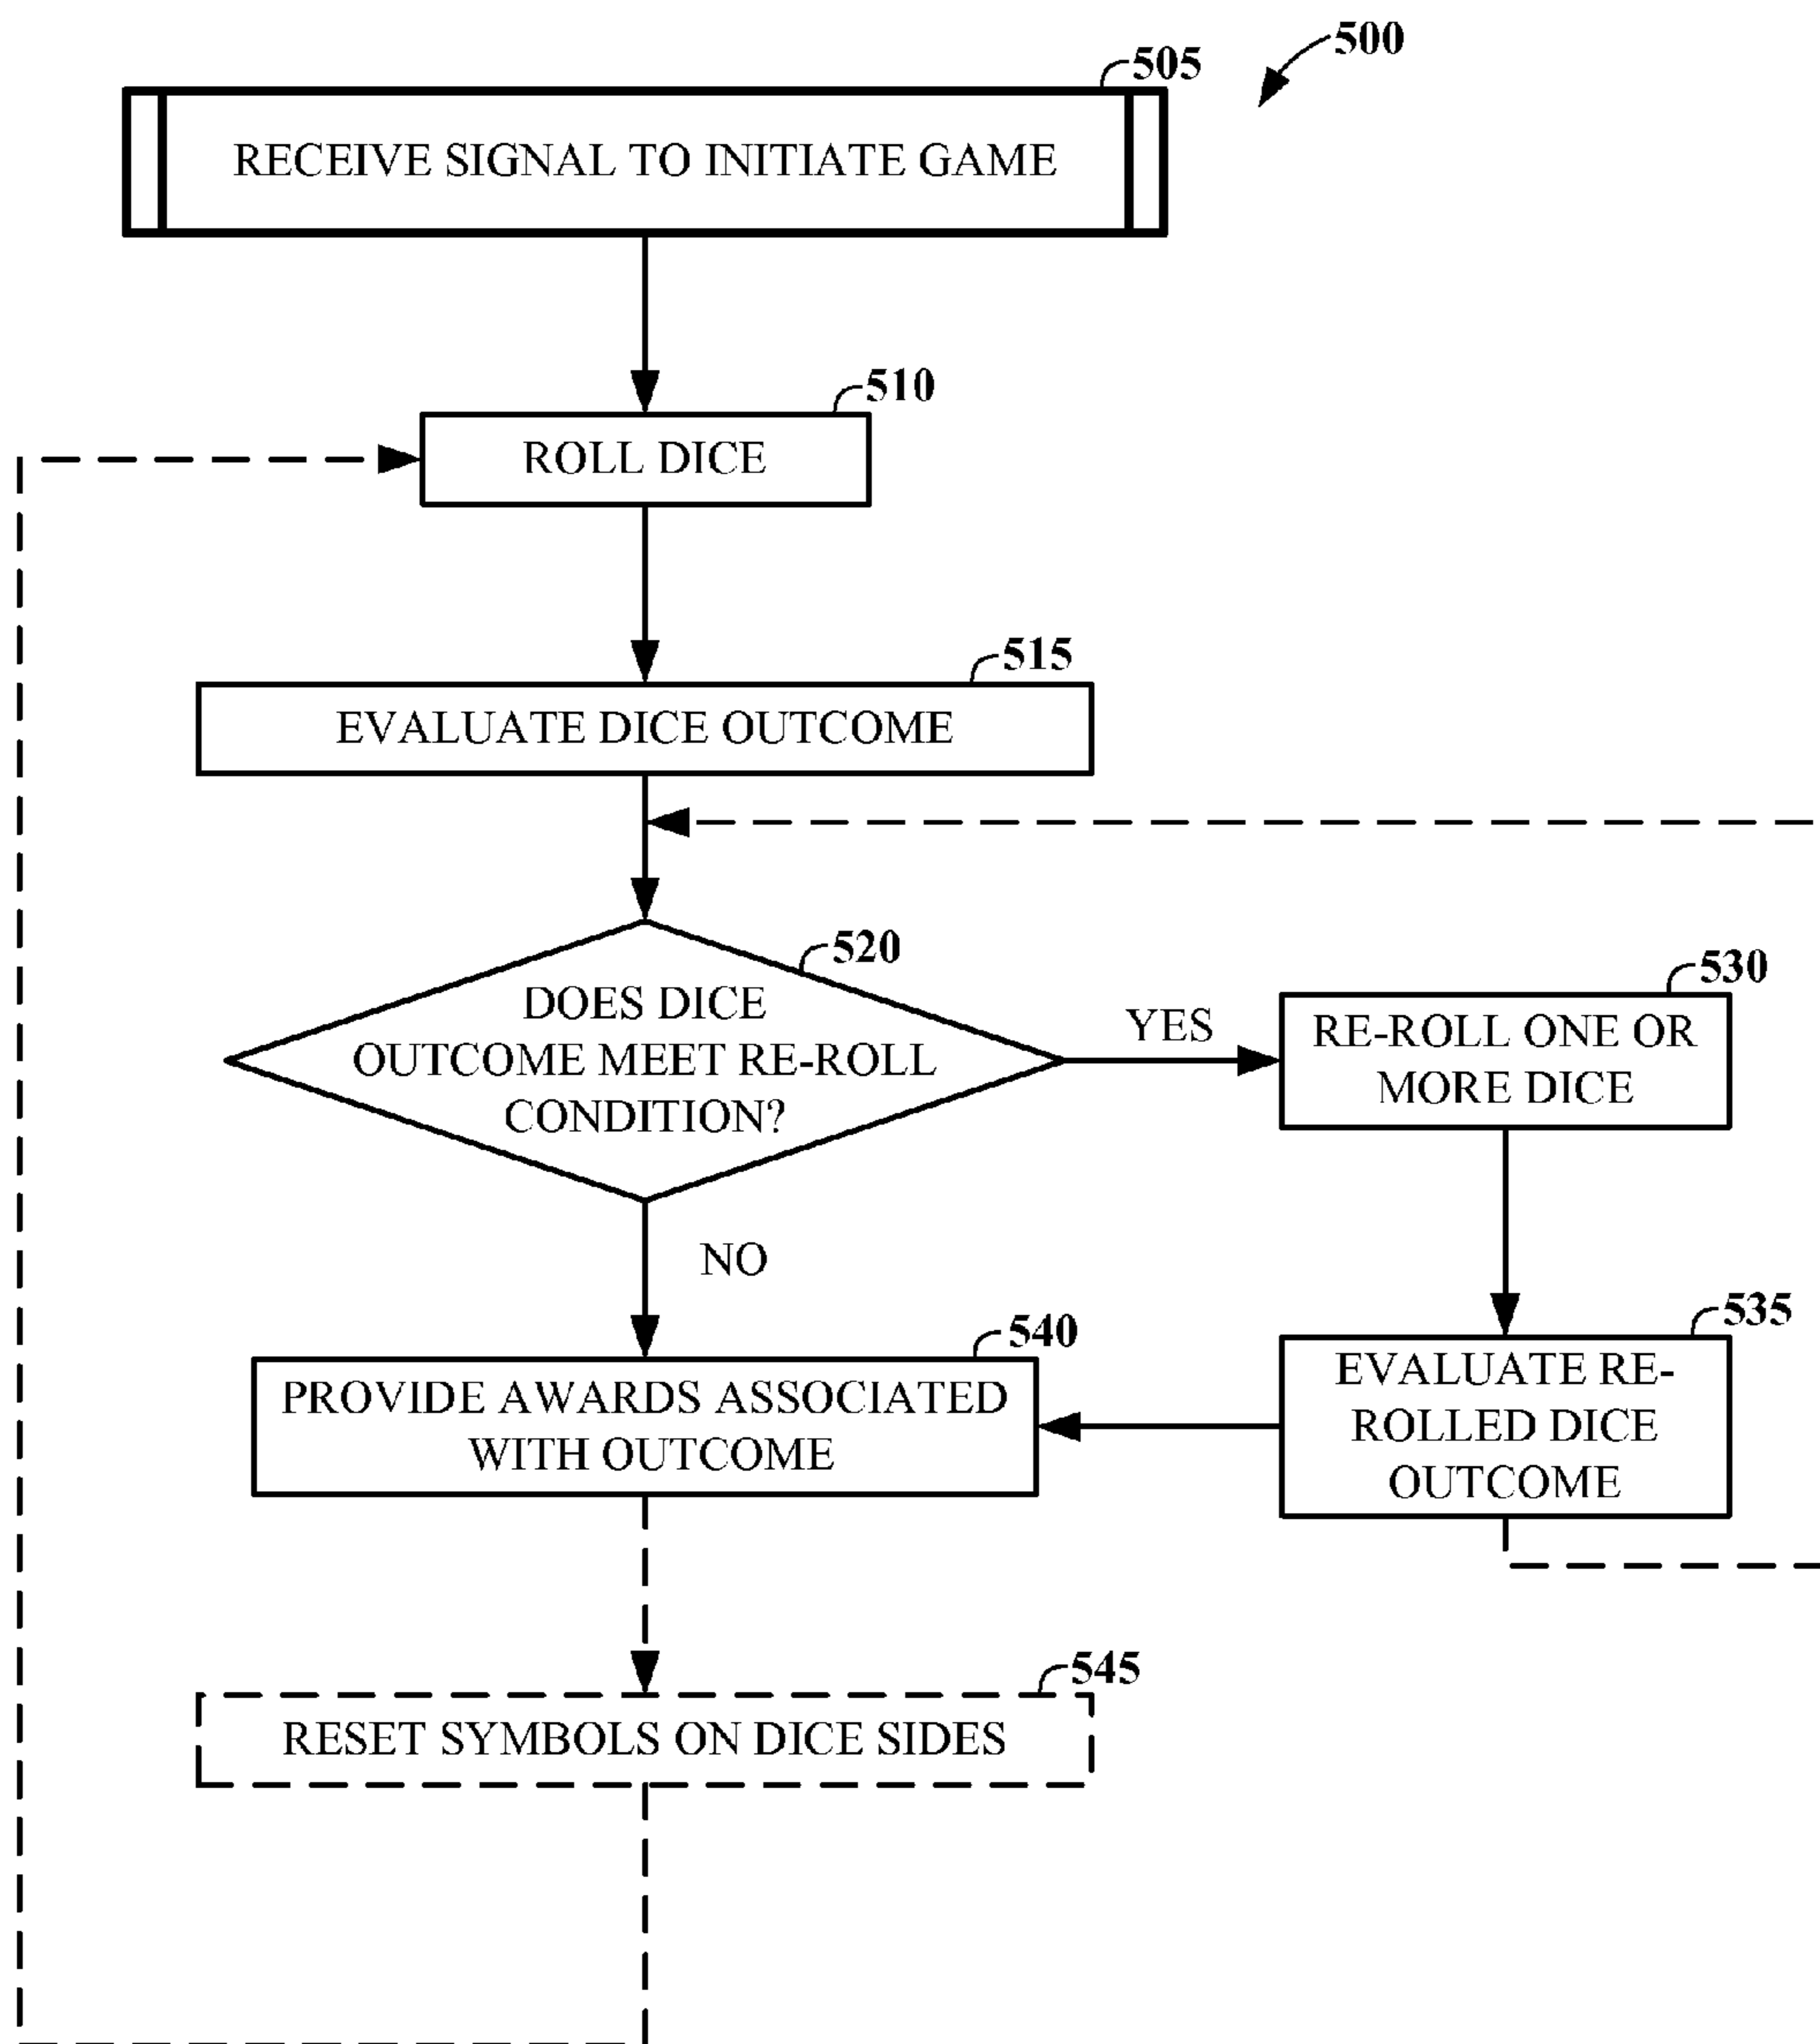 500
505
RECEIVE SIGNAL TO INITIATE GAME
510
ROLL DICE
515
EVALUATE DICE OUTCOME
520
DOES DICE
OUTCOME MEET RE-ROLL
CONDITION?
YES
530
RE-ROLL ONE OR
MORE DICE
NO
535
EVALUATE RE-
ROLLED DICE
OUTCOME
540
PROVIDE AWARDS ASSOCIATED
WITH OUTCOME
545
RESET SYMBOLS ON DICE SIDES